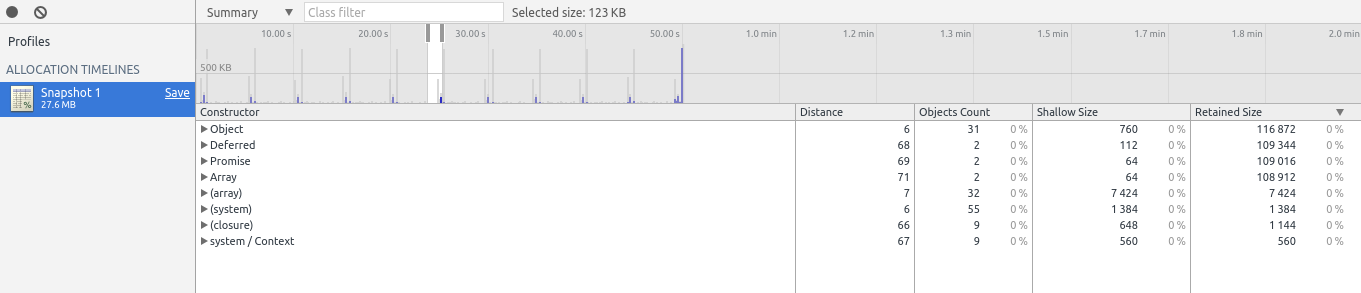 Summary ▼ Class filter Selected size: 123 KB
Profiles
10.00 s 20.00 s 30.00 s 40.00 s 50.00 s 1.0 min 1.2 min 1.3 min 1.5 min 1.7 min 1.8 min 2.0 min
ALLOCATION TIMELINES
500 KB
Snapshot 1 Save
27.6 MB
Constructor Distance Objects Count Shallow Size Retained Size ▼
▶ Object 6 31 0 % 760 0 % 116 872 0 %
▶ Deferred 68 2 0 % 112 0 % 109 344 0 %
▶ Promise 69 2 0 % 64 0 % 109 016 0 %
▶ Array 71 2 0 % 64 0 % 108 912 0 %
▶ (array) 7 32 0 % 7 424 0 % 7 424 0 %
▶ (system) 6 55 0 % 1 384 0 % 1 384 0 %
▶ (closure) 66 9 0 % 648 0 % 1 144 0 %
▶ system / Context 67 9 0 % 560 0 % 560 0 %